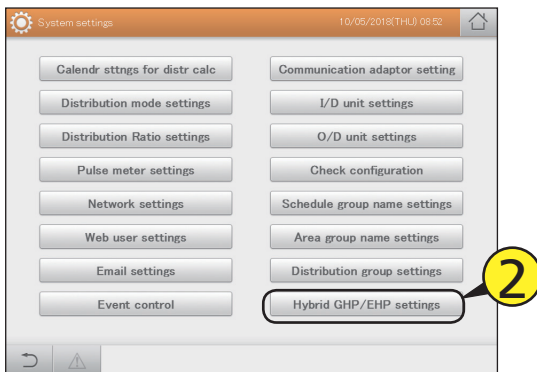 System settings
10/05/2018(THU) 08:52
Calendr sttngs for distr calc
Communication adaptor setting
Distribution mode settings
I/D unit settings
Distribution Ratio settings
O/D unit settings
Pulse meter settings
Check configuration
Network settings
Schedule group name settings
Web user settings
Area group name settings
Email settings
Distribution group settings
Event control
Hybrid GHP/EHP settings
2